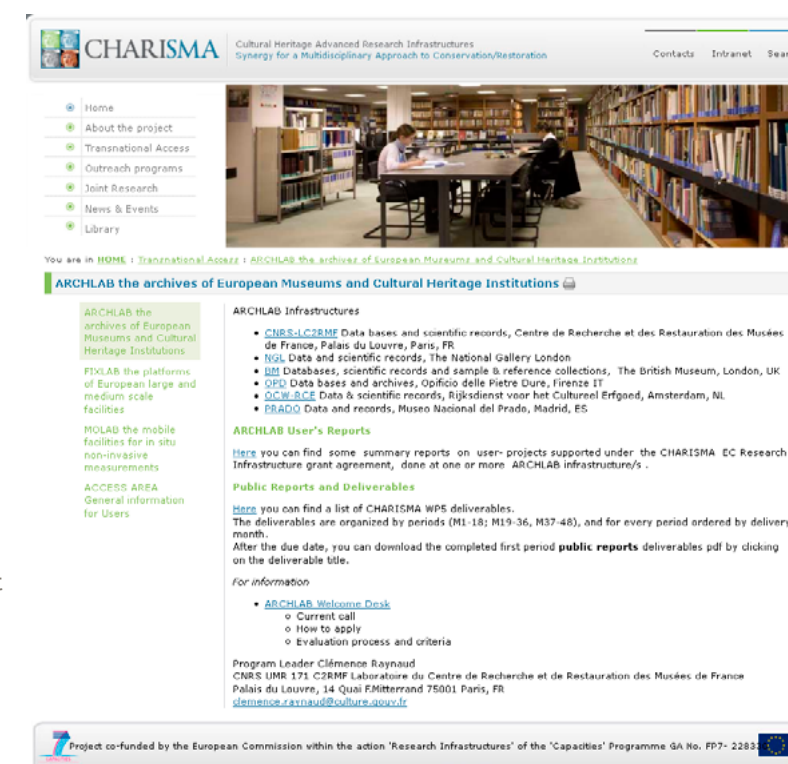 CHARISMA
Cultural Heritage Advanced Research Infrastructures
Synergy for a Multidisciplinary Approach to Conservation/Restoration
Contacts Intranet
Home
About the project
Transnational Access
Outreach programs
Joint Research
News & Events
Library
You are in HOME : Transnational Access : ARCHLAB the archives of European Museums and Cultural Heritage Institutions
ARCHLAB the archives of European Museums and Cultural Heritage Institutions
ARCHLAB the
archives of European
Museums and Cultural
Heritage Institutions
FIXLAB the platforms
of European large and
medium scale
facilities
MOLAB the mobile
facilities for in situ
non-invasive
measurements
ACCESS AREA
General information
for Users
ARCHLAB Infrastructures
• CNRS-LC2RMF Data bases and scientific records, Centre de Recherche et des Restauration des Musées
de France, Palais du Louvre, Paris, FR
• NGL Data and scientific records, The National Gallery London
• BM Databases, scientific records and sample & reference collections, The British Museum, London, UK
• OPD Data bases and archives, Opificio delle Pietre Dure, Firenze IT
• OCW-RCE Data & scientific records, Rijksdienst voor het Cultureel Erfgoed, Amsterdam, NL
• PRADO Data and records, Museo Nacional del Prado, Madrid, ES
ARCHLAB User's Reports
Here you can find some summary reports on user- projects supported under the CHARISMA EC Research
Infrastructure grant agreement, done at one or more ARCHLAB infrastructure/s .
Public Reports and Deliverables
Here you can find a list of CHARISMA WP5 deliverables.
The deliverables are organized by periods (M1-18; M19-36, M37-48), and for every period ordered by delivery
month.
After the due date, you can download the completed first period public reports deliverables pdf by clicking
on the deliverable title.
For information
• ARCHLAB Welcome Desk
o Current call
o How to apply
o Evaluation process and criteria
Program Leader Clémence Raynaud
CNRS UMR 171 C2RMF Laboratoire du Centre de Recherche et de Restauration des Musées de France
Palais du Louvre, 14 Quai F.Mitterrand 75001 Paris, FR
clemence.raynaud@culture.gouv.fr
Project co-funded by the European Commission within the action 'Research Infrastructures' of the 'Capacities' Programme GA No. FP7-